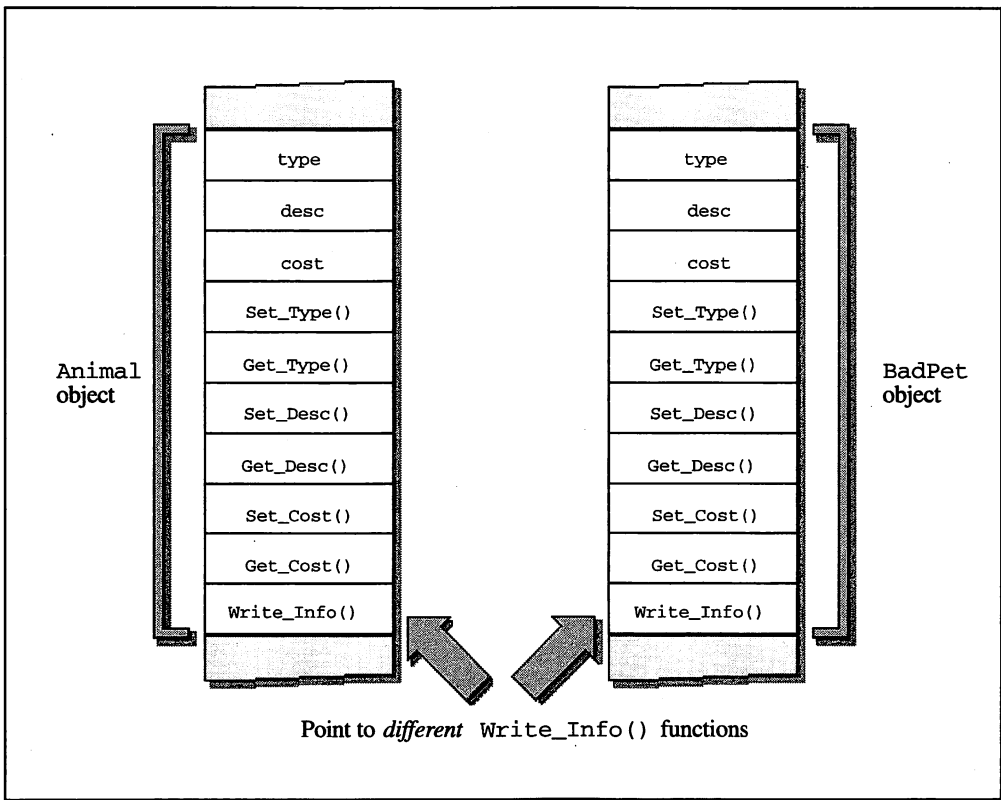 type
desc
cost
Set_Type()
Get_Type()
Set_Desc()
Get_Desc()
Set_Cost()
Get_Cost()
Write_Info()
Animal
object
type
desc
cost
Set_Type()
Get_Type()
Set_Desc()
Get_Desc()
Set_Cost()
Get_Cost()
Write_Info()
BadPet
object
Point to different Write_Info() functions